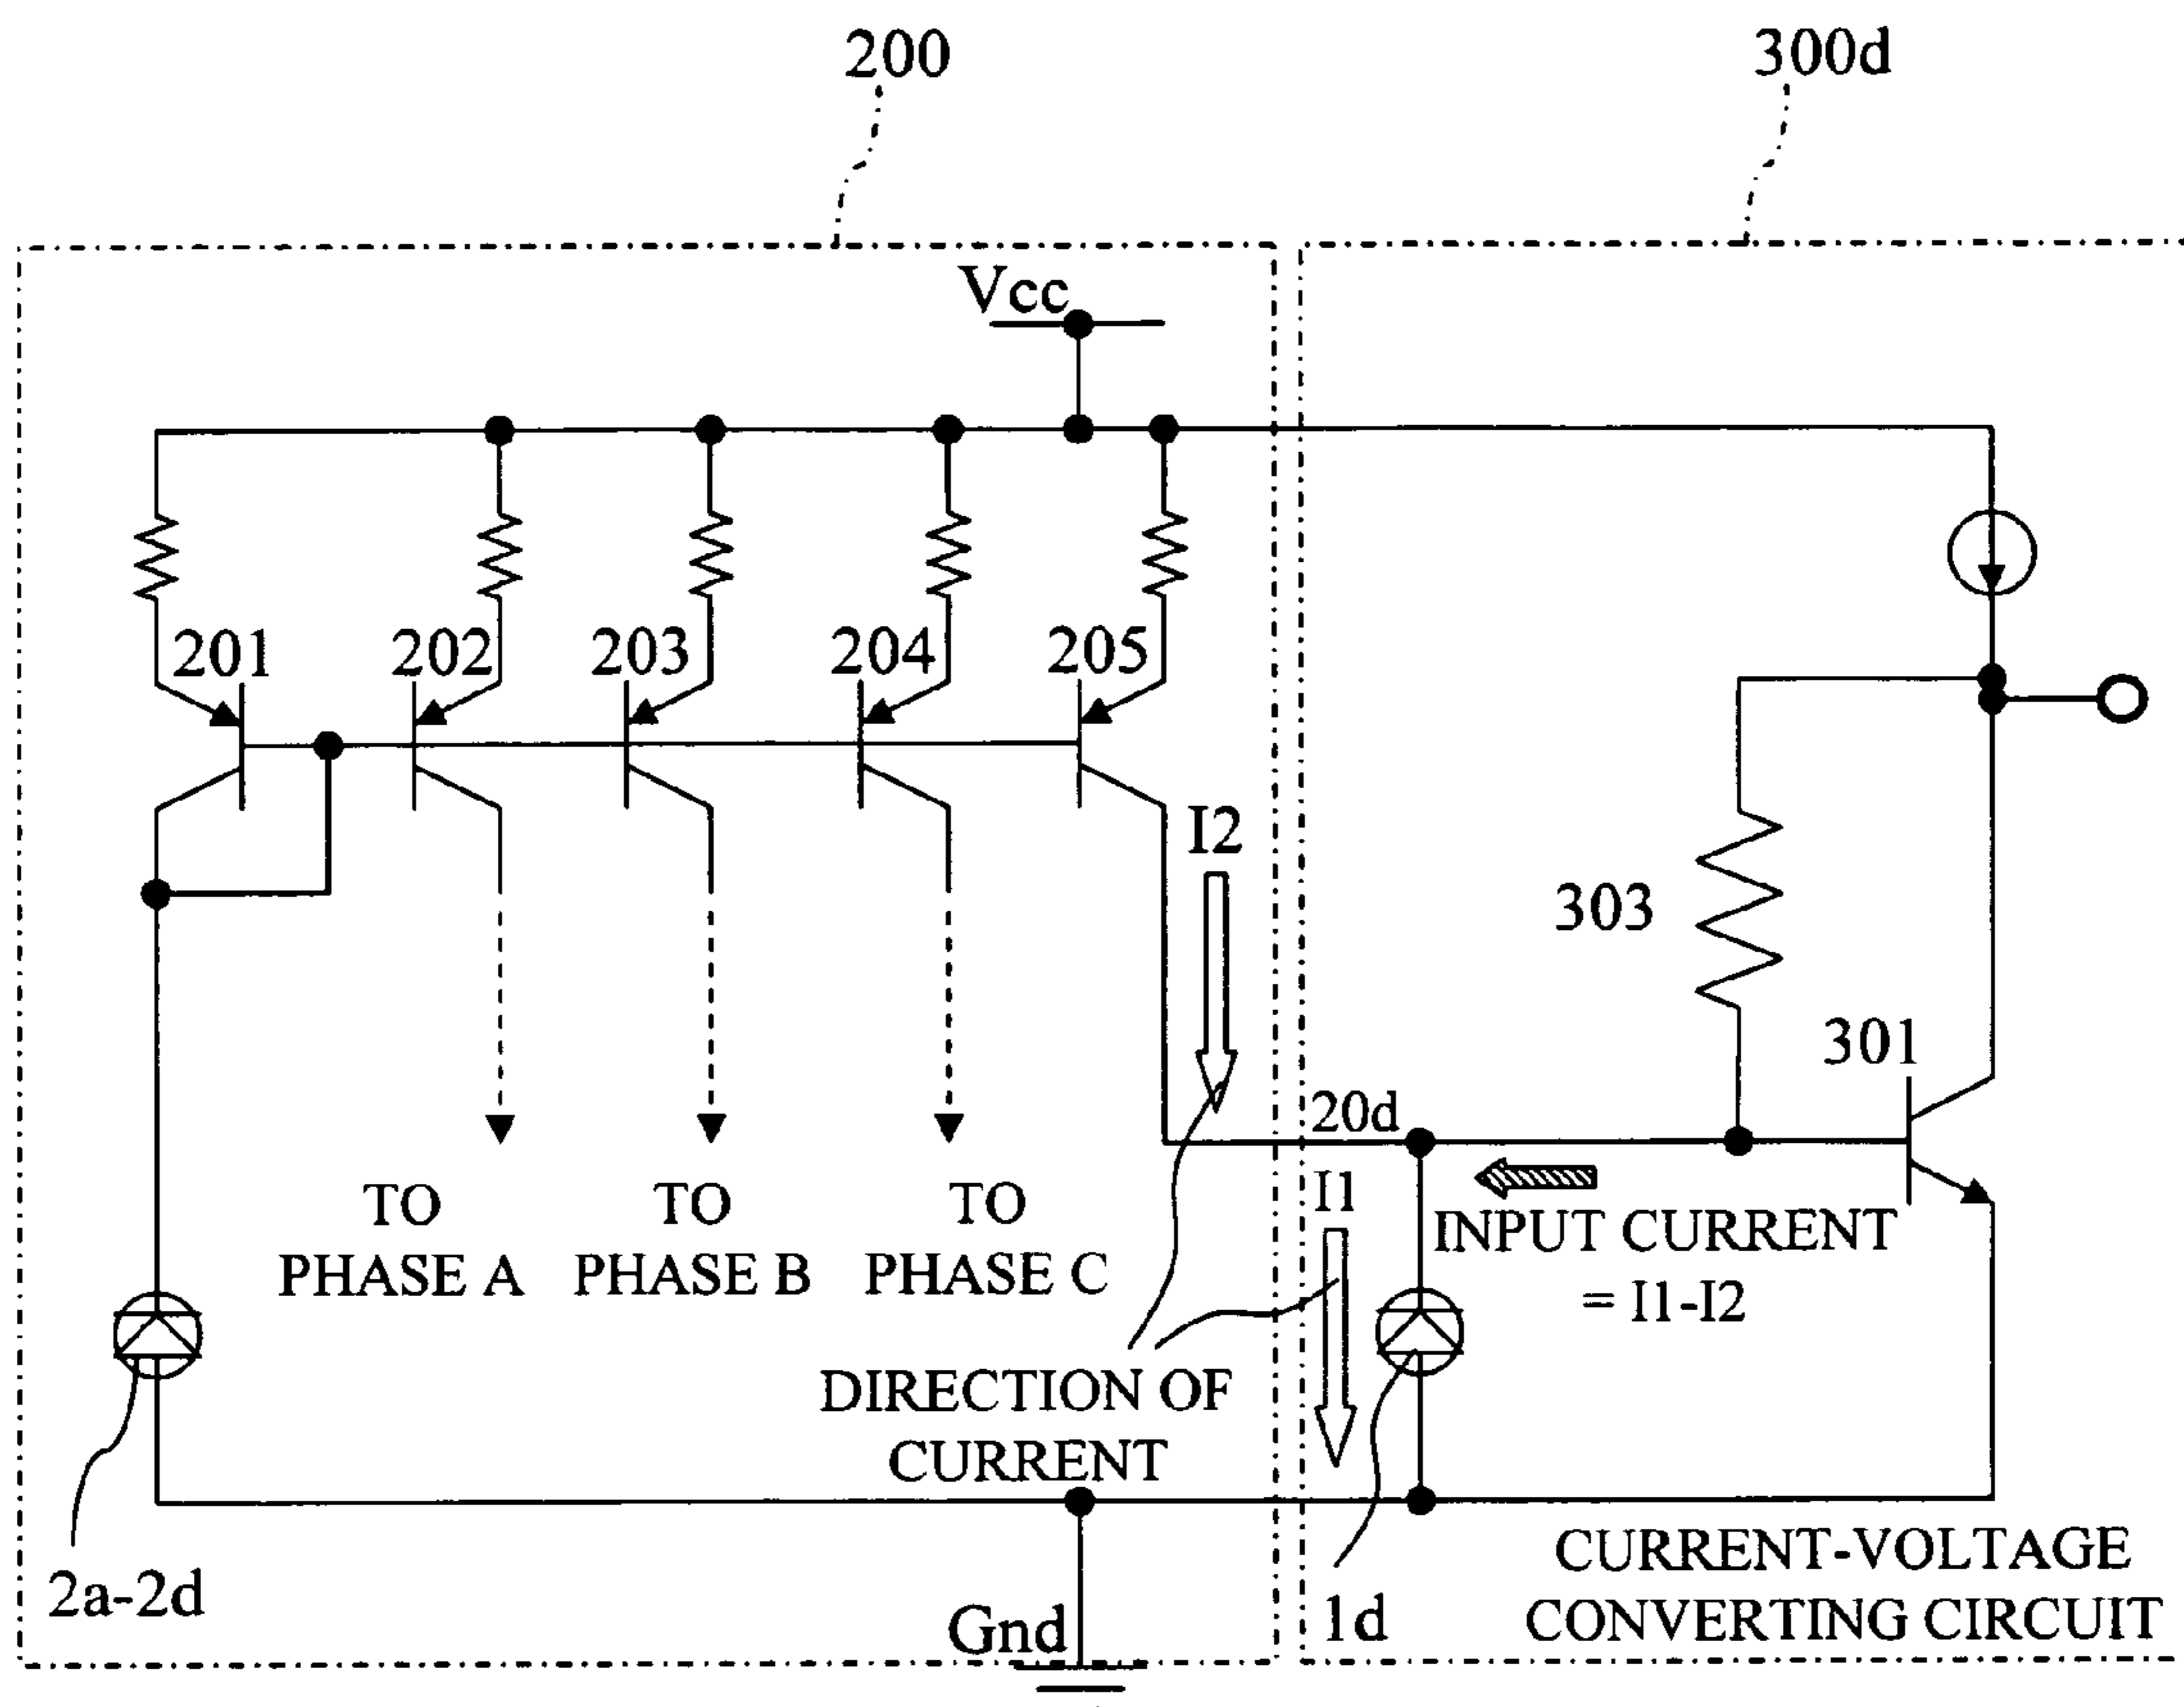 200
300d
Vcc
201
202
203
204
205
I2
303
301
20d
I1
TO
PHASE A
TO
PHASE B
TO
PHASE C
INPUT CURRENT
= I1-I2
DIRECTION OF
CURRENT
2a-2d
Gnd
1d
CURRENT-VOLTAGE
CONVERTING CIRCUIT